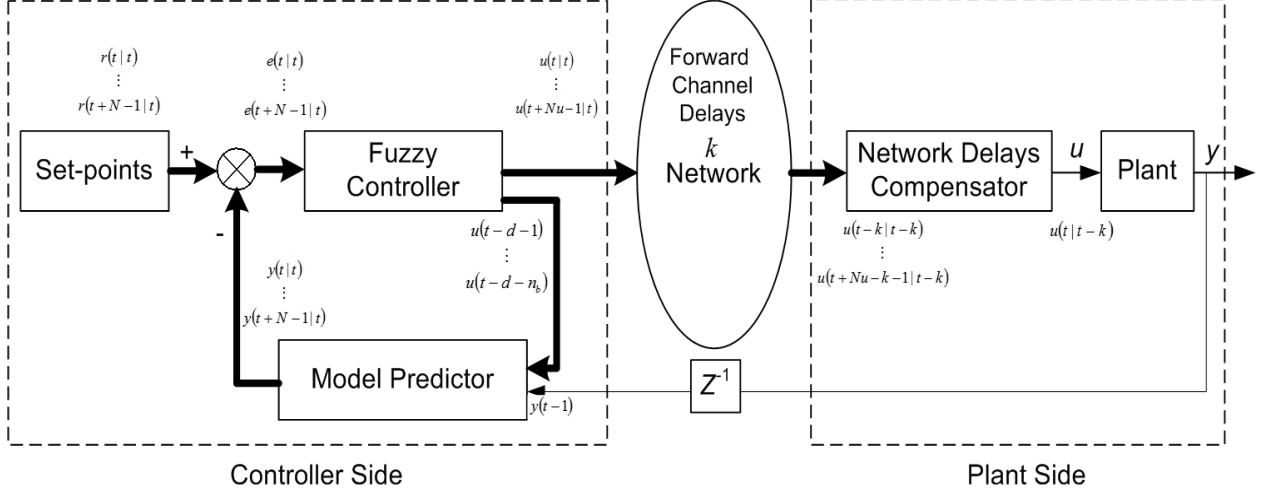 r(t|t)
⋮
r(t+N−1|t)
e(t|t)
⋮
e(t+N−1|t)
u(t|t)
⋮
u(t+Nu−1|t)
Set-points
+
-
Fuzzy
Controller
u(t−d−1)
⋮
u(t−d−n_b)
y(t|t)
⋮
y(t+N−1|t)
Model Predictor
y(t−1)
Controller Side
Forward
Channel
Delays
k
Network
Z⁻¹
Network Delays
Compensator
u(t−k|t−k)
⋮
u(t+Nu−k−1|t−k)
u
u(t|t−k)
Plant
y
Plant Side